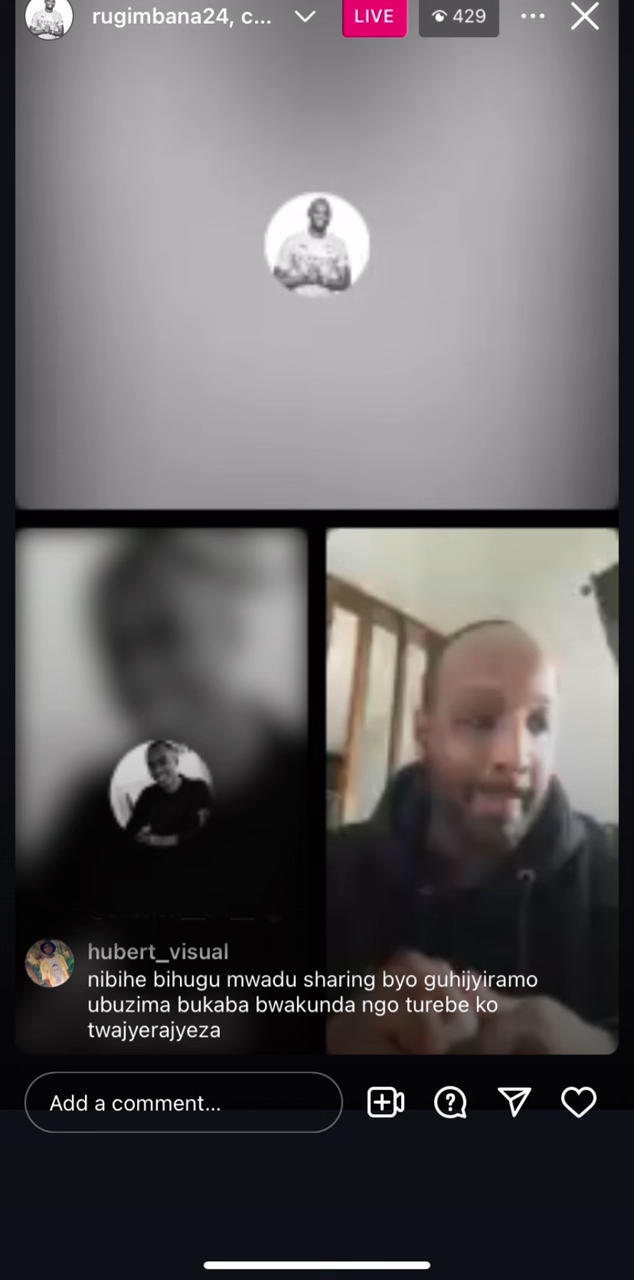 rugimbana24, c...
LIVE
429
hubert_visual
nibihe bihugu mwadu sharing byo guhijyiramo
ubuzima bukaba bwakunda ngo turebe ko
twajyerajyeza
Add a comment...